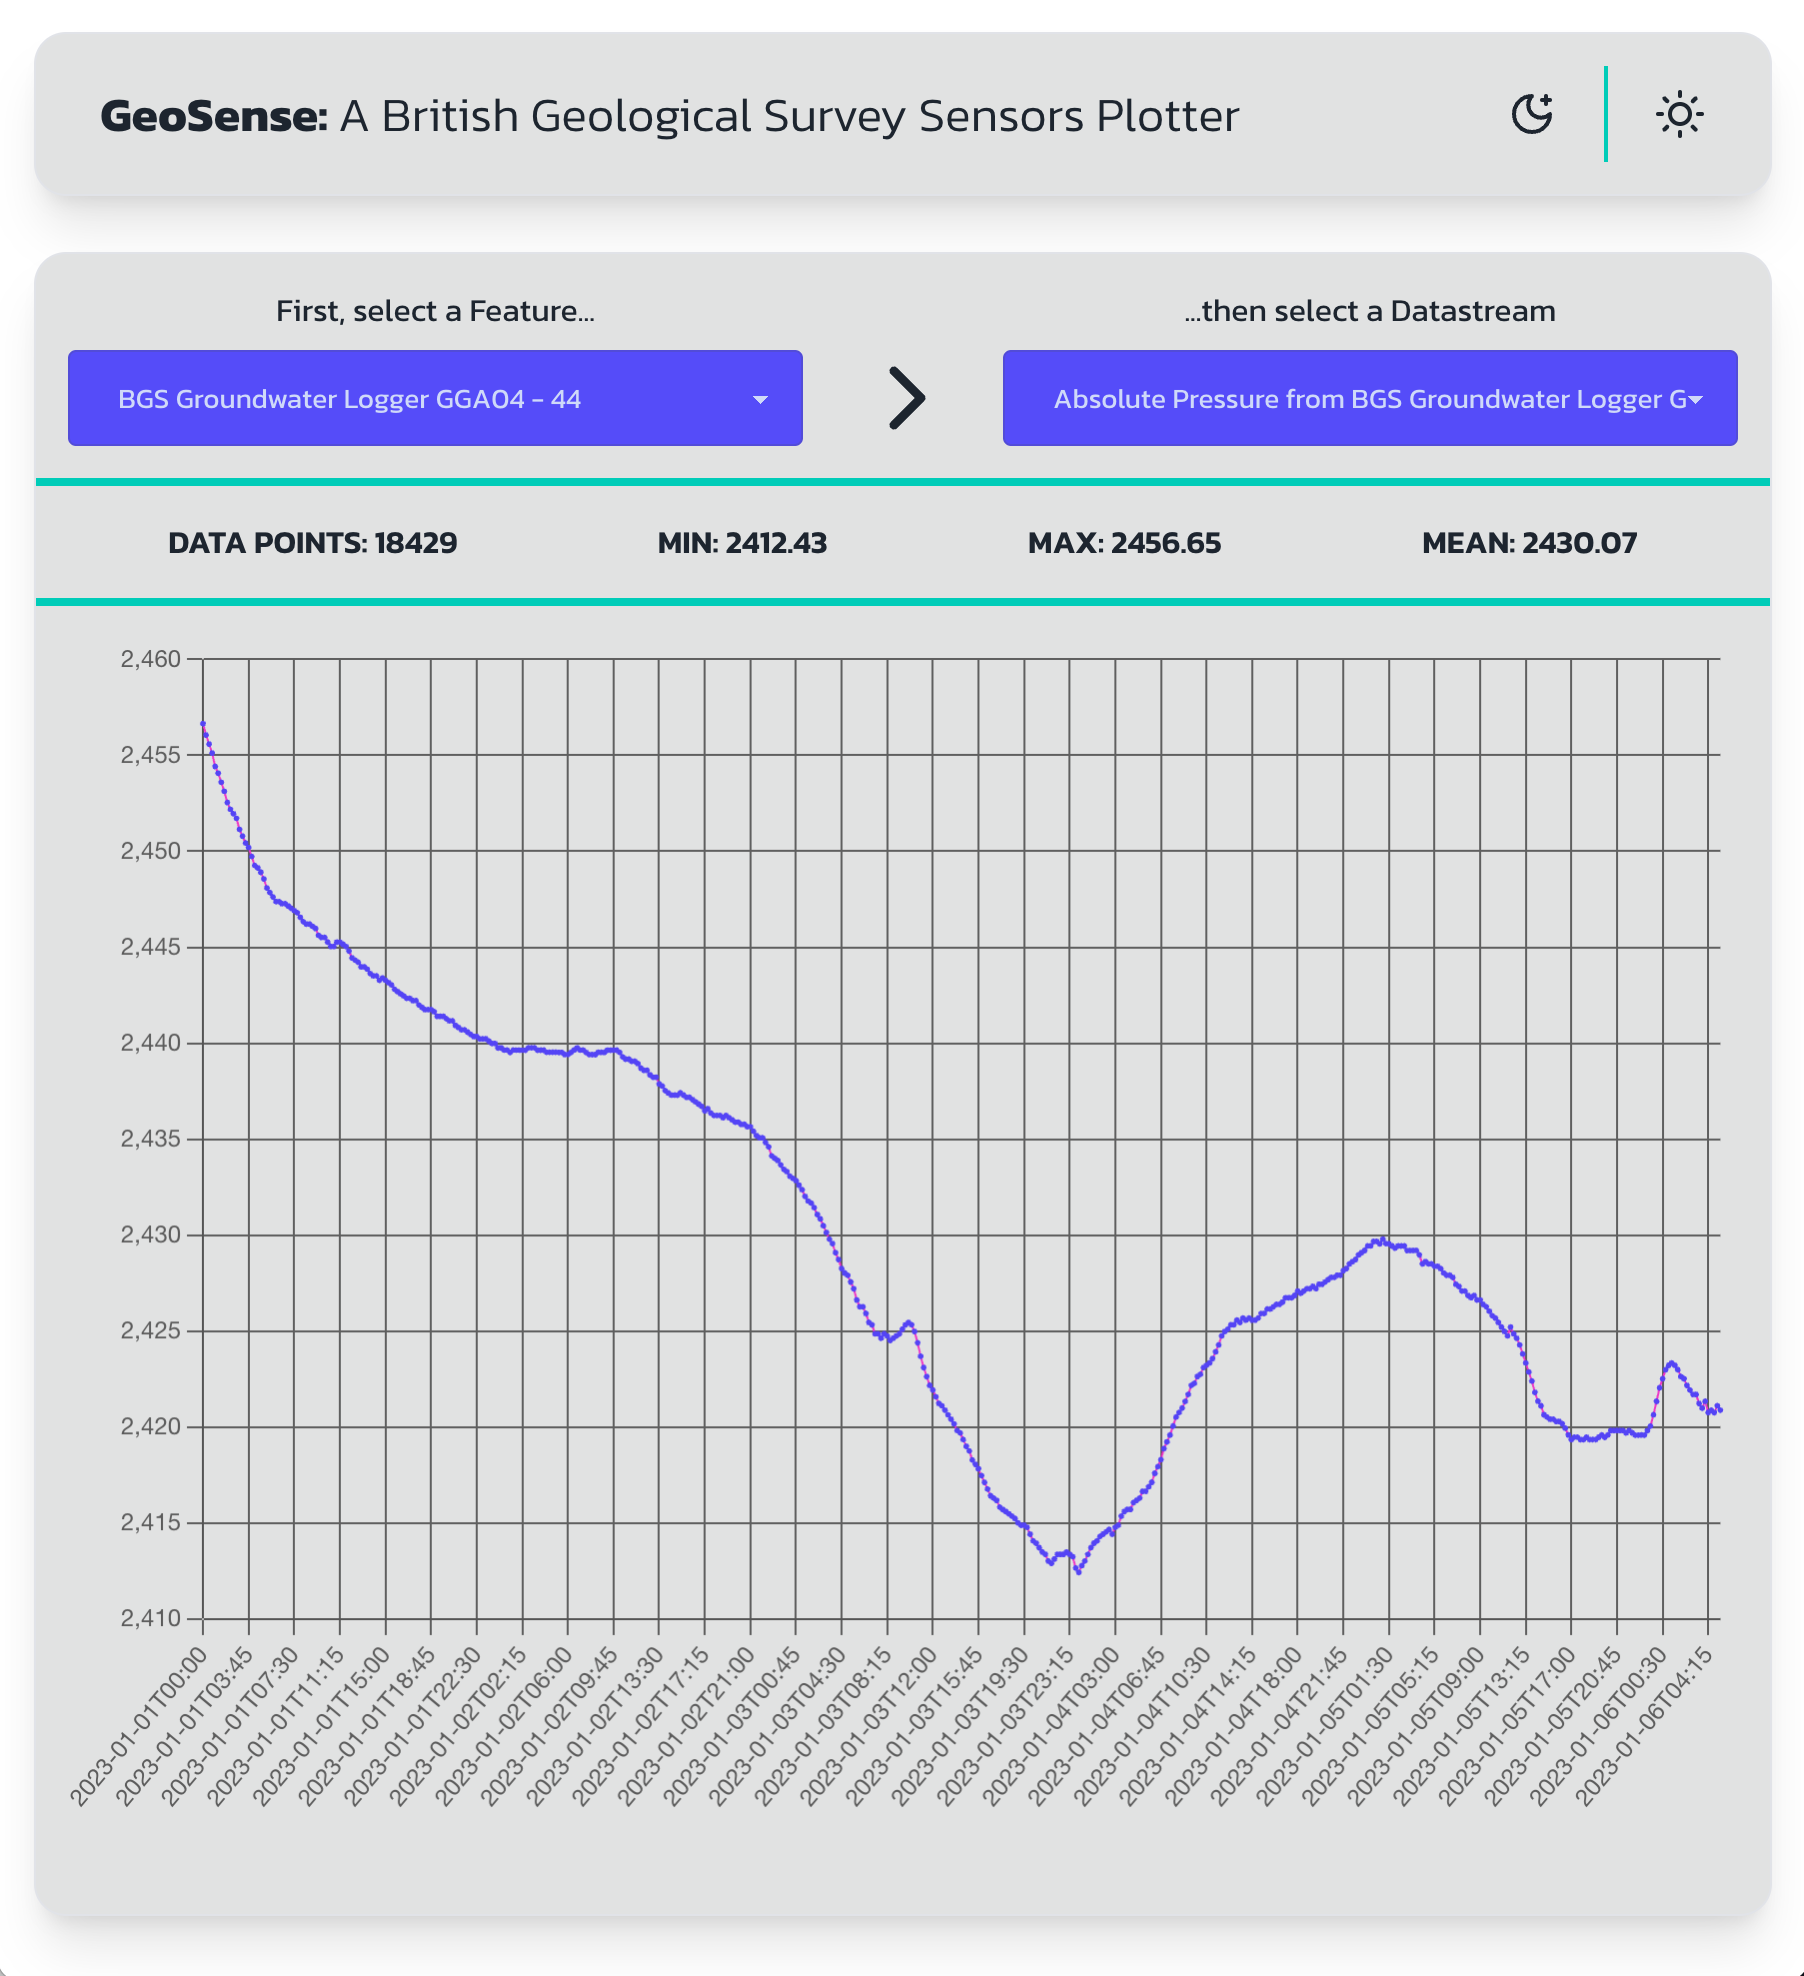 GeoSense: A British Geological Survey Sensors Plotter
First, select a Feature...
...then select a Datastream
BGS Groundwater Logger GGA04 - 44
Absolute Pressure from BGS Groundwater Logger G
DATA POINTS: 18429
MIN: 2412.43
MAX: 2456.65
MEAN: 2430.07
2,460
2,455
2,450
2,445
2,440
2,435
2,430
2,425
2,420
2,415
2,410
2023-01-01T00:00
2023-01-01T03:45
2023-01-01T07:30
2023-01-01T11:15
2023-01-01T15:00
2023-01-01T18:45
2023-01-01T22:30
2023-01-02T02:15
2023-01-02T06:00
2023-01-02T09:45
2023-01-02T13:30
2023-01-02T17:15
2023-01-02T21:00
2023-01-03T00:45
2023-01-03T04:30
2023-01-03T08:15
2023-01-03T12:00
2023-01-03T15:45
2023-01-03T19:30
2023-01-03T23:15
2023-01-04T03:00
2023-01-04T06:45
2023-01-04T10:30
2023-01-04T14:15
2023-01-04T18:00
2023-01-04T21:45
2023-01-05T01:30
2023-01-05T05:15
2023-01-05T09:00
2023-01-05T13:15
2023-01-05T17:00
2023-01-05T20:45
2023-01-06T00:30
2023-01-06T04:15